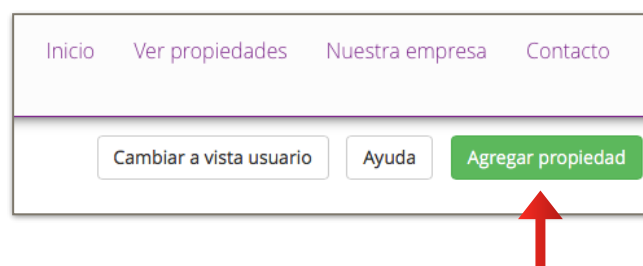 Inicio Ver propiedades Nuestra empresa Contacto
Cambiar a vista usuario Ayuda Agregar propiedad